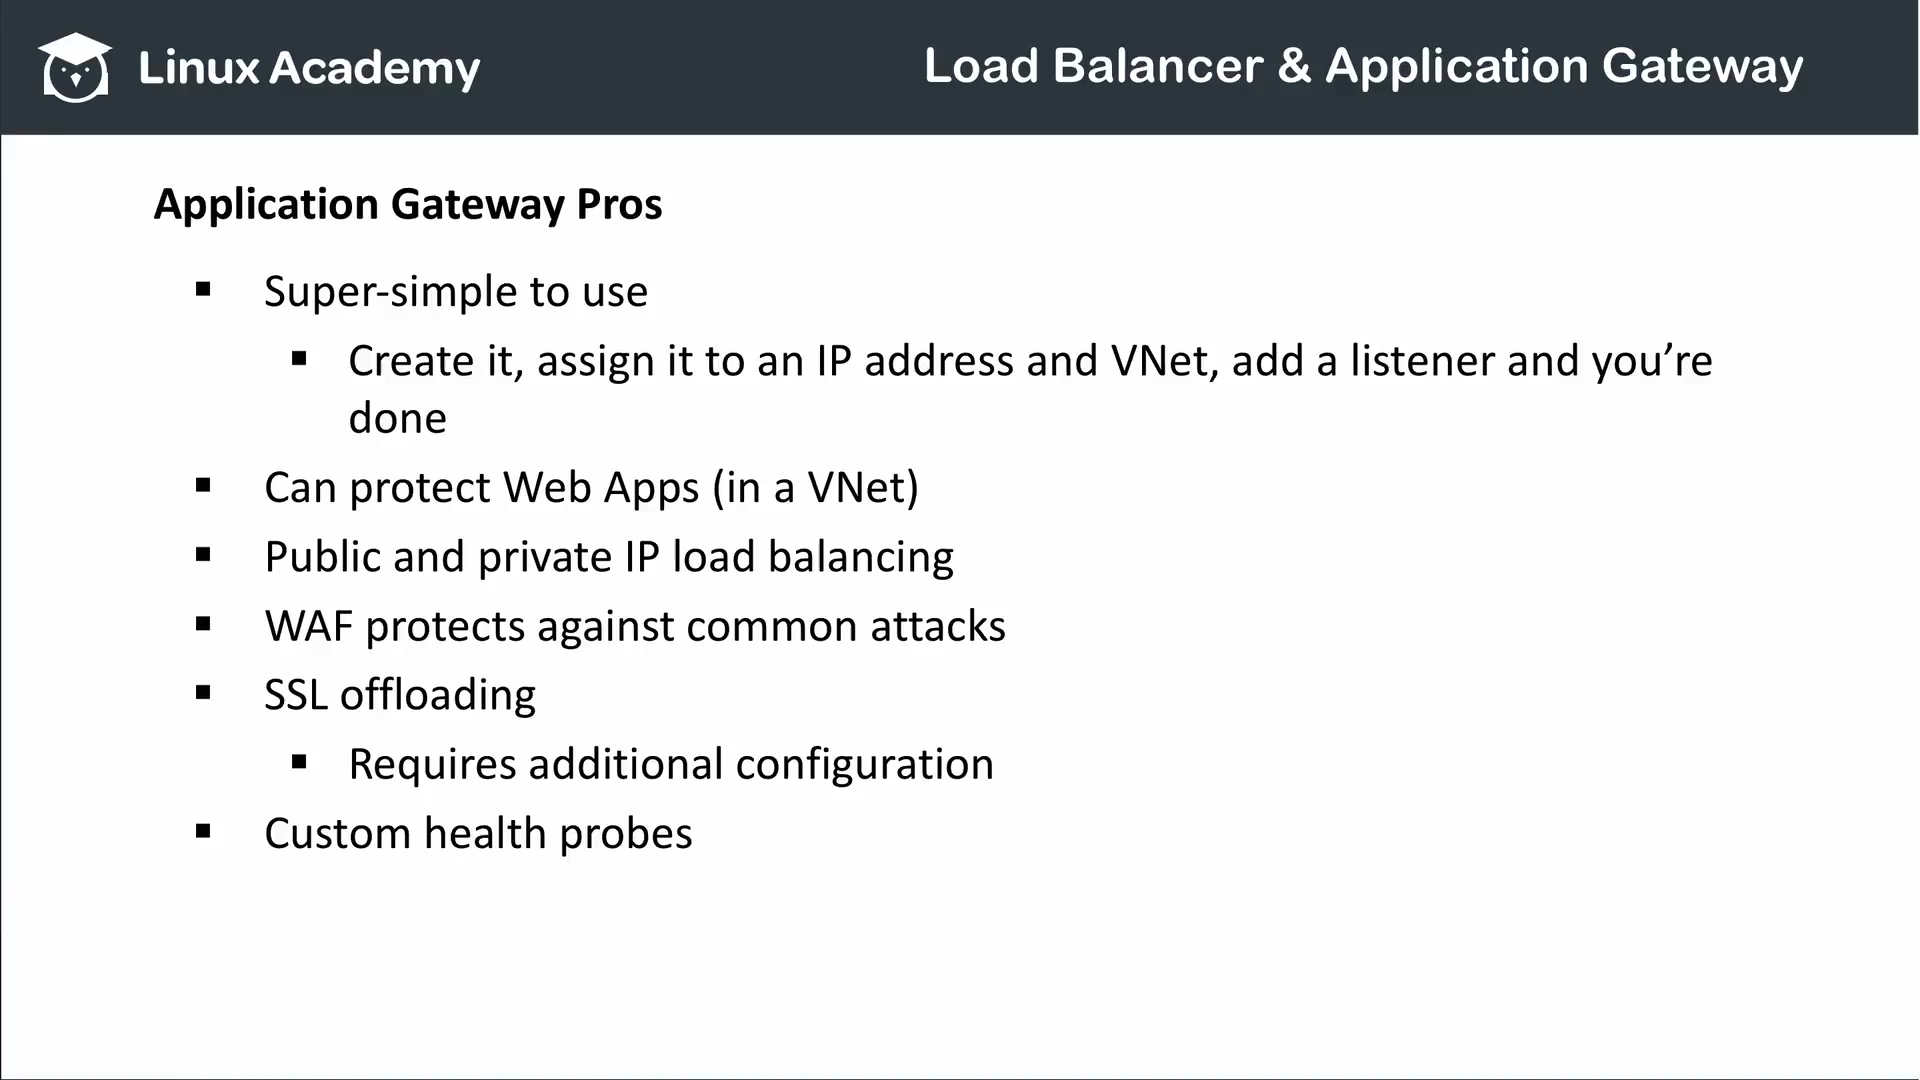 Linux Academy
Load Balancer & Application Gateway
Application Gateway Pros
▪ Super-simple to use
▪ Create it, assign it to an IP address and VNet, add a listener and you’re
done
▪ Can protect Web Apps (in a VNet)
▪ Public and private IP load balancing
▪ WAF protects against common attacks
▪ SSL offloading
▪ Requires additional configuration
▪ Custom health probes